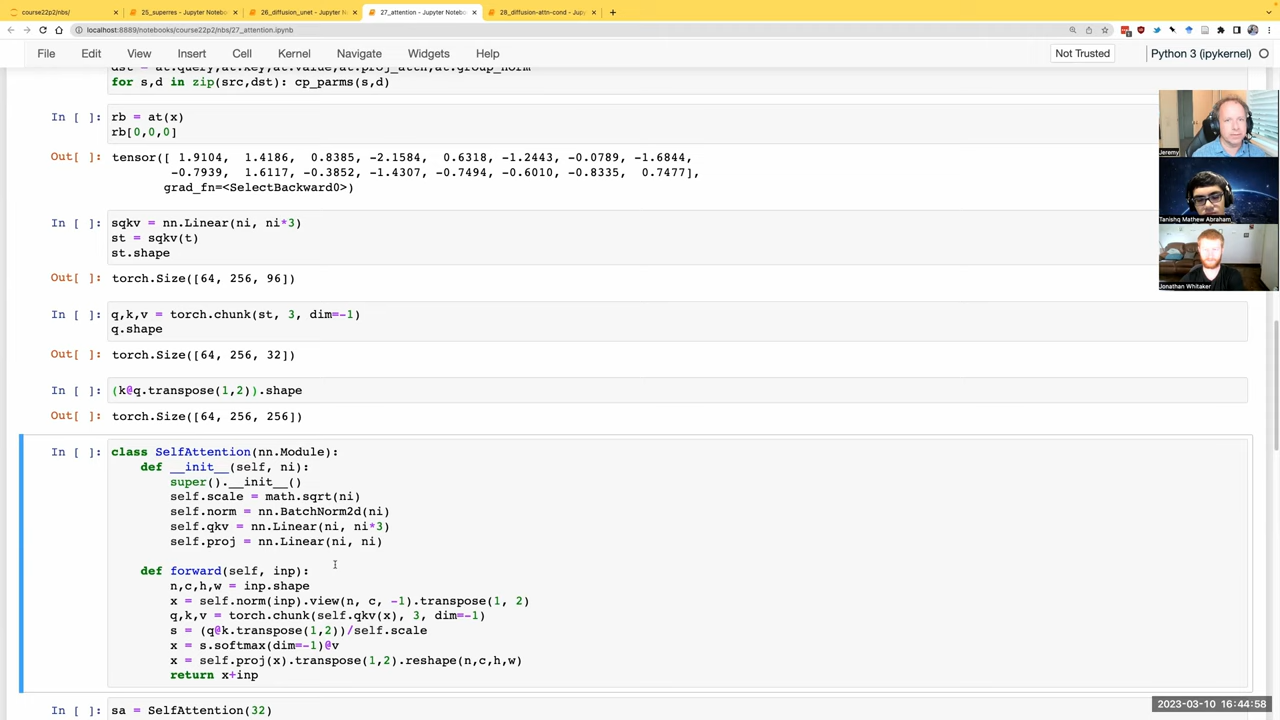 course22p2/nbs/
25_superres - Jupyter Noteb
26_diffusion_unet - Jupyter N
27_attention - Jupyter Notebo
28_diffusion-attn-cond - Jup
localhost:8889/notebooks/course22p2/nbs/27_attention.ipynb
File Edit View Insert Cell Kernel Navigate Widgets Help Not Trusted Python 3 (ipykernel)
dst = at.query,at.key,at.value,at.proj_attn,at.group_norm
for s,d in zip(src,dst): cp_parms(s,d)
In [ ]: rb = at(x)
rb[0,0,0]
Out[ ]: tensor([ 1.9104, 1.4186, 0.8385, -2.1584, -1.2443, -0.0789, -1.6844,
-0.7939, 1.6117, -0.3852, -1.4307, -0.7494, -0.6010, -0.8335, 0.7477],
grad_fn=<SelectBackward0>)
In [ ]: sqkv = nn.Linear(ni, ni*3)
st = sqkv(t)
st.shape
Out[ ]: torch.Size([64, 256, 96])
In [ ]: q,k,v = torch.chunk(st, 3, dim=-1)
q.shape
Out[ ]: torch.Size([64, 256, 32])
In [ ]: (k@q.transpose(1,2)).shape
Out[ ]: torch.Size([64, 256, 256])
In [ ]: class SelfAttention(nn.Module):
def __init__(self, ni):
super().__init__()
self.scale = math.sqrt(ni)
self.norm = nn.BatchNorm2d(ni)
self.qkv = nn.Linear(ni, ni*3)
self.proj = nn.Linear(ni, ni)
def forward(self, inp):
n,c,h,w = inp.shape
x = self.norm(inp).view(n, c, -1).transpose(1, 2)
q,k,v = torch.chunk(self.qkv(x), 3, dim=-1)
s = (q@k.transpose(1,2))/self.scale
x = s.softmax(dim=-1)@v
x = self.proj(x).transpose(1,2).reshape(n,c,h,w)
return x+inp
In [ ]: sa = SelfAttention(32)
Jeremy
Tanishq Mathew Abraham
Jonathan Whitaker
2023-03-10 16:44:58